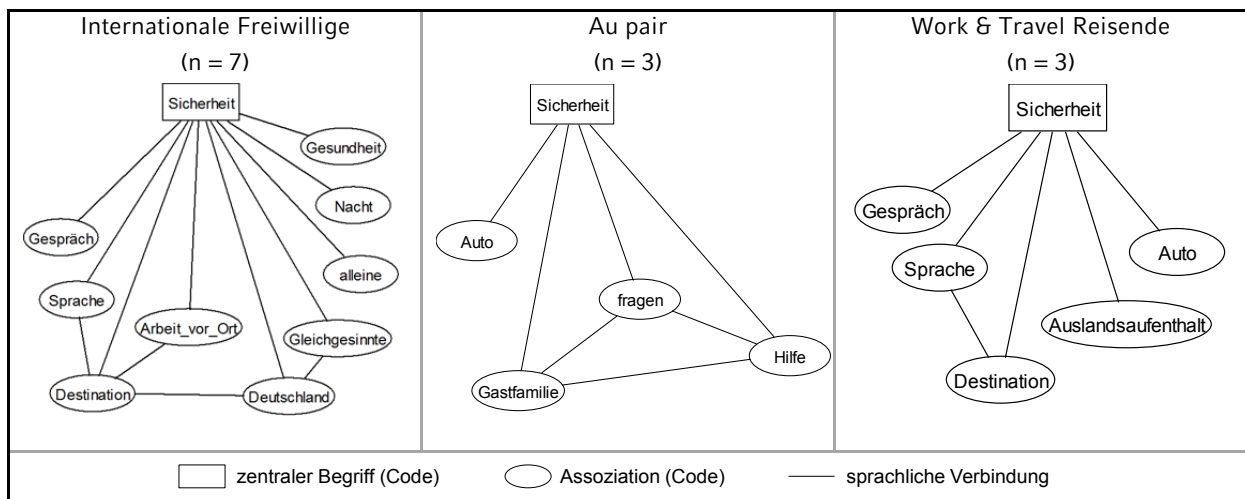 Internationale Freiwillige
(n = 7)
Sicherheit
Gesundheit
Nacht
Gespräch
alleine
Sprache
Arbeit_vor_Ort
Gleichgesinnte
Destination
Deutschland
Au pair
(n = 3)
Sicherheit
Auto
fragen
Hilfe
Gastfamilie
Work & Travel Reisende
(n = 3)
Sicherheit
Gespräch
Auto
Sprache
Auslandsaufenthalt
Destination
zentraler Begriff (Code)
Assoziation (Code)
sprachliche Verbindung